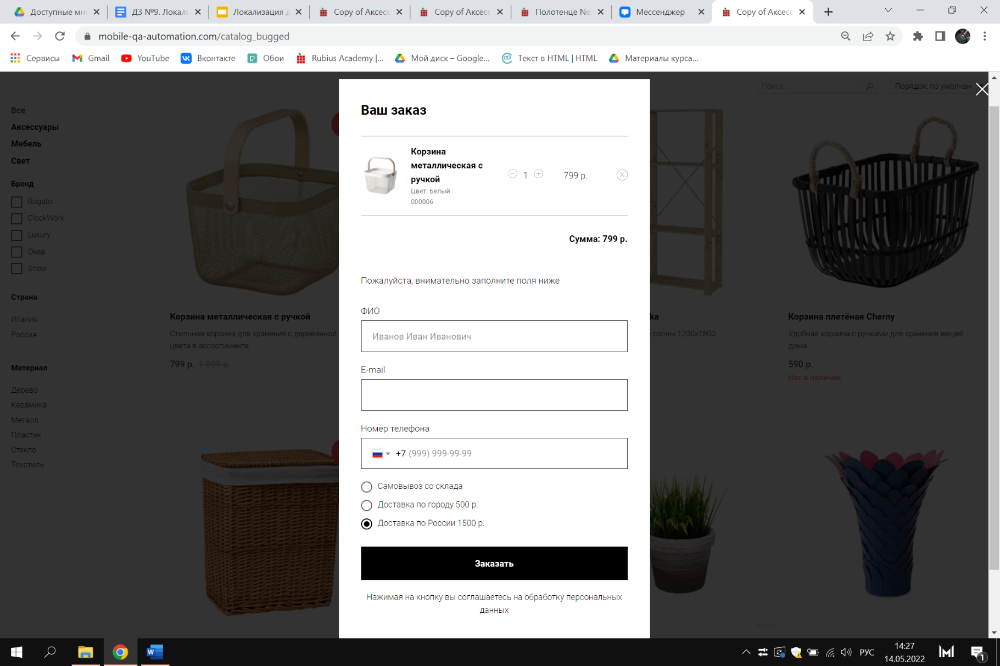 Доступные мн
ДЗ №9. Локали
Локализация д
Copy of Аксесс
Copy of Аксесс
Полотенце Ne
Мессенджер
Copy of Аксесс
mobile-qa-automation.com/catalog_bugged
Сервисы
Gmail
YouTube
Вконтакте
Обои
Rubius Academy |...
Мой диск – Google...
Текст в HTML | HTML
Материалы курса...
Поиск
Порядок: по умолчан
Все
Аксессуары
Мебель
Свет
Бренд
Bogato
ClockWork
Luxury
Okea
Snow
Страна
Италия
Россия
Материал
Дерево
Керамика
Металл
Пластик
Стекло
Текстиль
Корзина металлическая с ручкой
Стильная корзина для хранения с деревянной
цвета в ассортименте
799 р. 1 099 р.
Ваш заказ
Корзина
металлическая с
ручкой
Цвет: Белый
000006
1
799 р.
Сумма: 799 р.
Пожалуйста, внимательно заполните поля ниже
ФИО
Иванов Иван Иванович
E-mail
Номер телефона
+7 (999) 999-99-99
Самовывоз со склада
Доставка по городу 500 р.
Доставка по России 1500 р.
Заказать
Нажимая на кнопку вы соглашаетесь на обработку персональных
данных
ka
сосны 1200х1800
Корзина плетёная Cherny
Удобная корзина с ручками для хранения вещей
дома
590 р.
Нет в наличии
РУС
14:27
14.05.2022
1